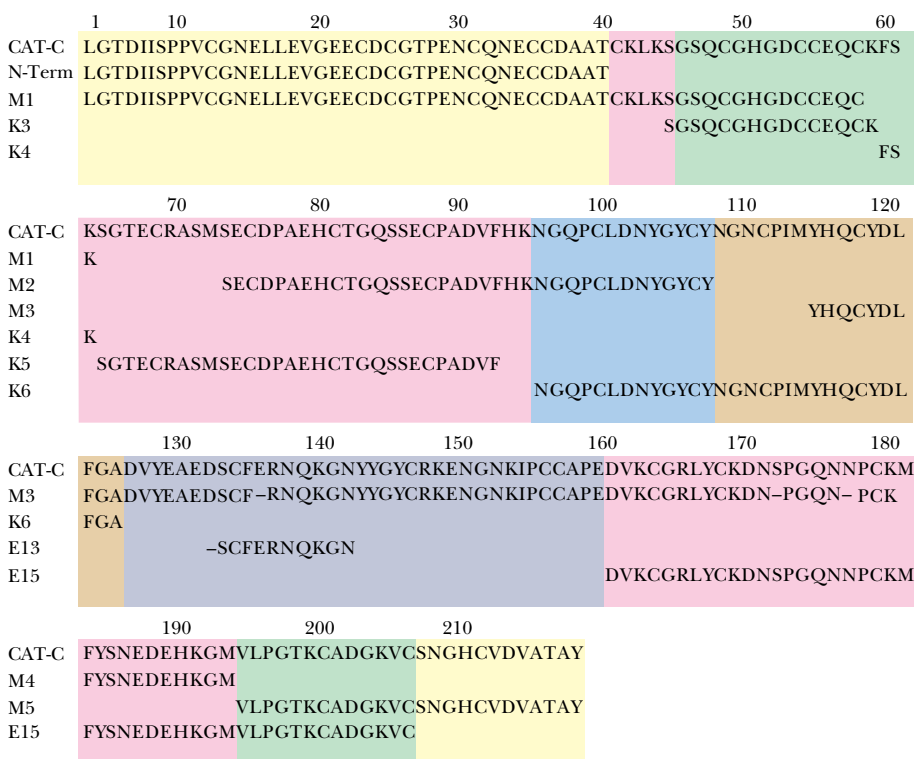 1 10 20 30 40 50 60
CAT-C LGTDIISPPVCGNELLEVGEECDCGTPENCQNECCDAATCKLKSGSQCGHGDCCEQCKFS
N-Term LGTDIISPPVCGNELLEVGEECDCGTPENCQNECCDAAT
M1 LGTDIISPPVCGNELLEVGEECDCGTPENCQNECCDAATCKLKSGSQCGHGDCCEQC
K3 SGSQCGHGDCCEQCK
K4 FS
70 80 90 100 110 120
CAT-C KSGTECRASMSECDPAEHCTGQSSECPADVFHKNGQPCLDNYGYCYNGNCPIMYHQCYDL
M1 K
M2 SECDPAEHCTGQSSECPADVFHKNGQPCLDNYGYCY
M3 YHQCYDL
K4 K
K5 SGTECRASMSECDPAEHCTGQSSECPADVF
K6 NGQPCLDNYGYCYNGNCPIMYHQCYDL
130 140 150 160 170 180
CAT-C FGADVYEAEDSCFERNQKGNYYGYCRKENGNKIPCCAPEDVKCGRLYCKDNSPGQNNPCKM
M3 FGADVYEAEDSCF–RNQKGNYYGYCRKENGNKIPCCAPEDVKCGRLYCKDN–PGQN– PCK
K6 FGA
E13 –SCFERNQKGN
E15 DVKCGRLYCKDNSPGQNNPCKM
190 200 210
CAT-C FYSNEDEHKGMVLPGTKCADGKVCSNGHCVDVATAY
M4 FYSNEDEHKGM
M5 VLPGTKCADGKVCSNGHCVDVATAY
E15 FYSNEDEHKGMVLPGTKCADGKVC